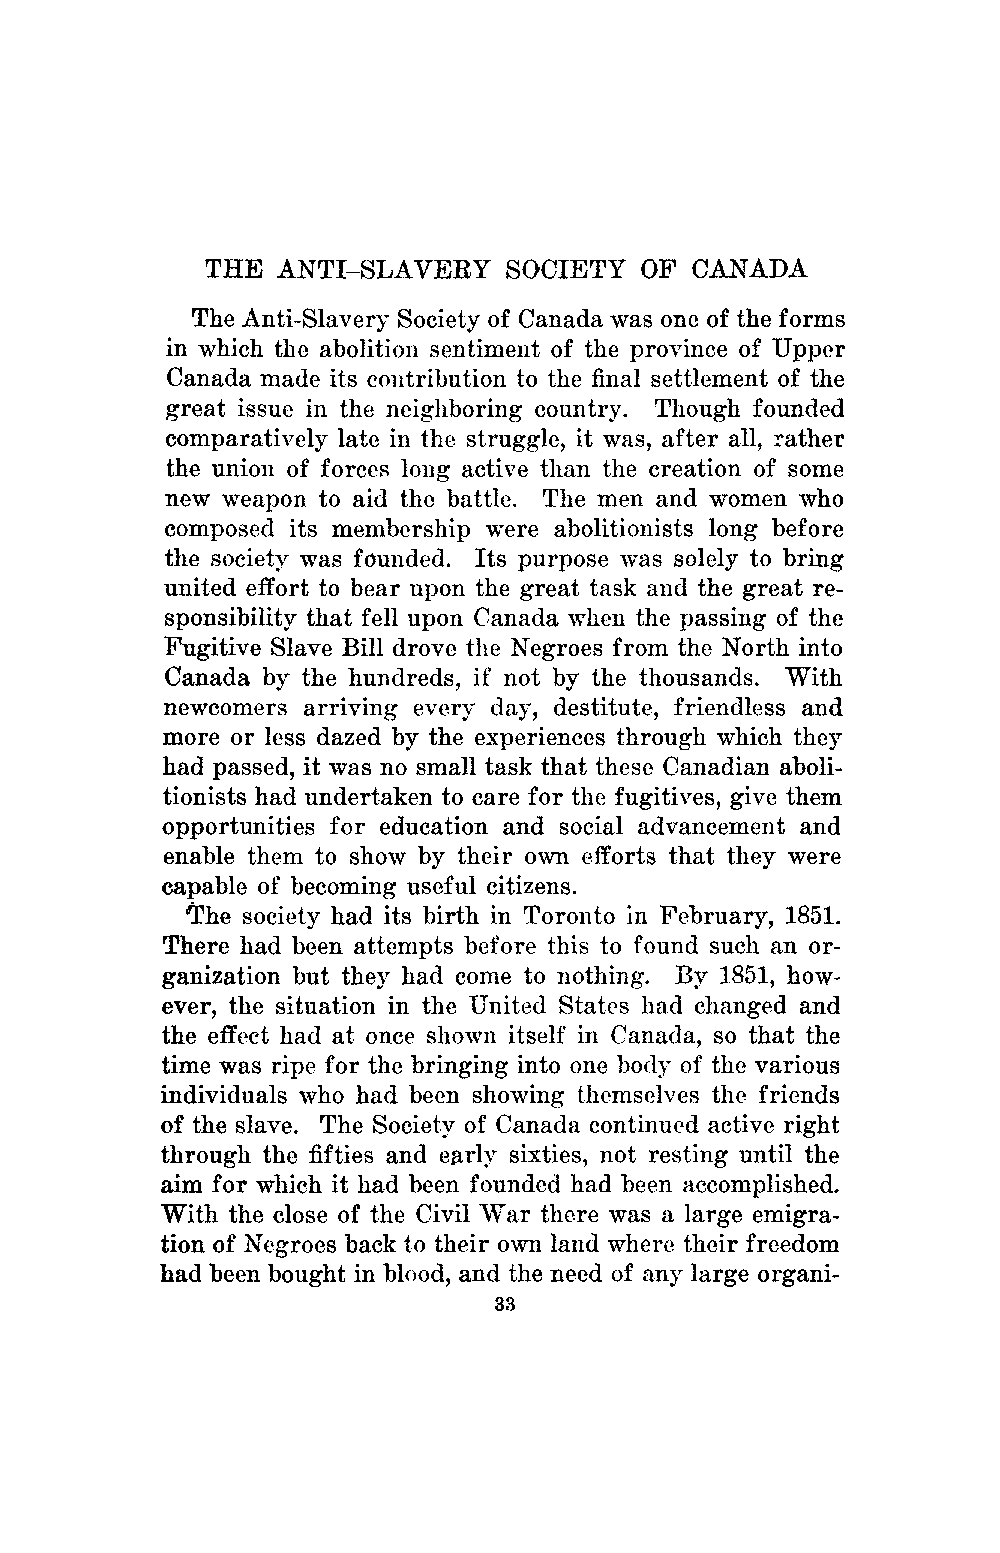 THE ANTI-SLAVERY SOCIETY OF CANADA
The Anti-Slavery Society of Canada was one of the forms
in which the abolition sentiment of the province of Upper
Canada made its contribution to the final settlement of the
great issue in the neighboring country. Though founded
comparatively late in the struggle, it was, after all, rather
the union of forces long active than the creation of some
new weapon to aid the battle. The men and women who
composed its membership were abolitionists long before
the society was founded. Its purpose was solely to bring
united effort to bear upon the great task and the great re-
sponsibility that fell upon Canada when the passing of the
Fugitive Slave Bill drove the Negroes from the North into
Canada by the hundreds, if not by the thousands. With
newcomers arriving every day, destitute, friendless and
more or less dazed by the experiences through which they
had passed, it was no small task that these Canadian aboli-
tionists had undertaken to care for the fugitives, give them
opportunities for education and social advancement and
enable them to show by their own efforts that they were
capable of becoming useful citizens.
The society had its birth in Toronto in February, 1851.
There had been attempts before this to found such an or-
ganization but they had come to nothing. By 1851, how-
ever, the situation in the United States had changed and
the effect had at once shown itself in Canada, so that the
time was ripe for the bringing into one body of the various
individuals who had been showing themselves the friends
of the slave. The Society of Canada continued active right
through the fifties and early sixties, not resting until the
aim for which it had been founded had been accomplished.
With the close of the Civil War there was a large emigra-
tion of Negroes back to their own land where their freedom
had been bought in blood, and the need of any large organi-
33